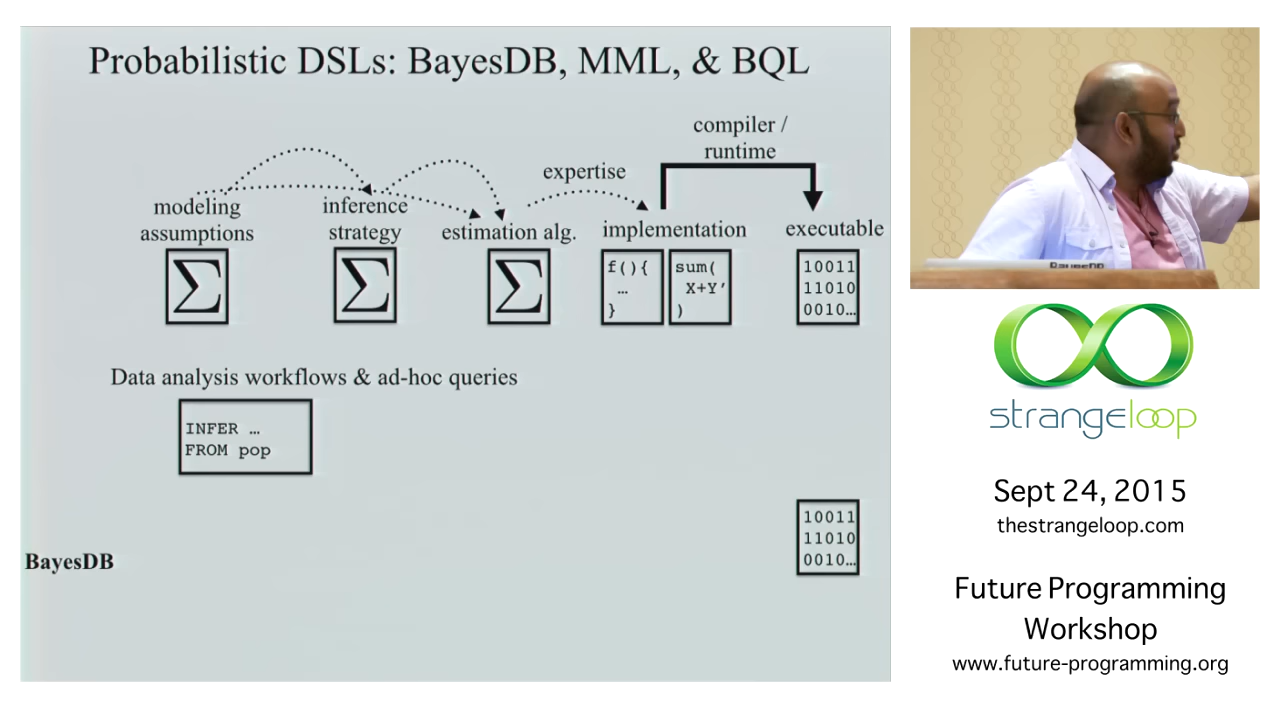 Probabilistic DSLs: BayesDB, MML, & BQL
compiler /
runtime
expertise
modeling
assumptions
inference
strategy
estimation alg.
implementation
executable
∑
∑
∑
f(){
…
}
sum(
X+Y'
)
10011
11010
0010…
Data analysis workflows & ad-hoc queries
INFER …
FROM pop
10011
11010
0010…
BayesDB
strangeloop
Sept 24, 2015
thestrangeloop.com
Future Programming
Workshop
www.future-programming.org